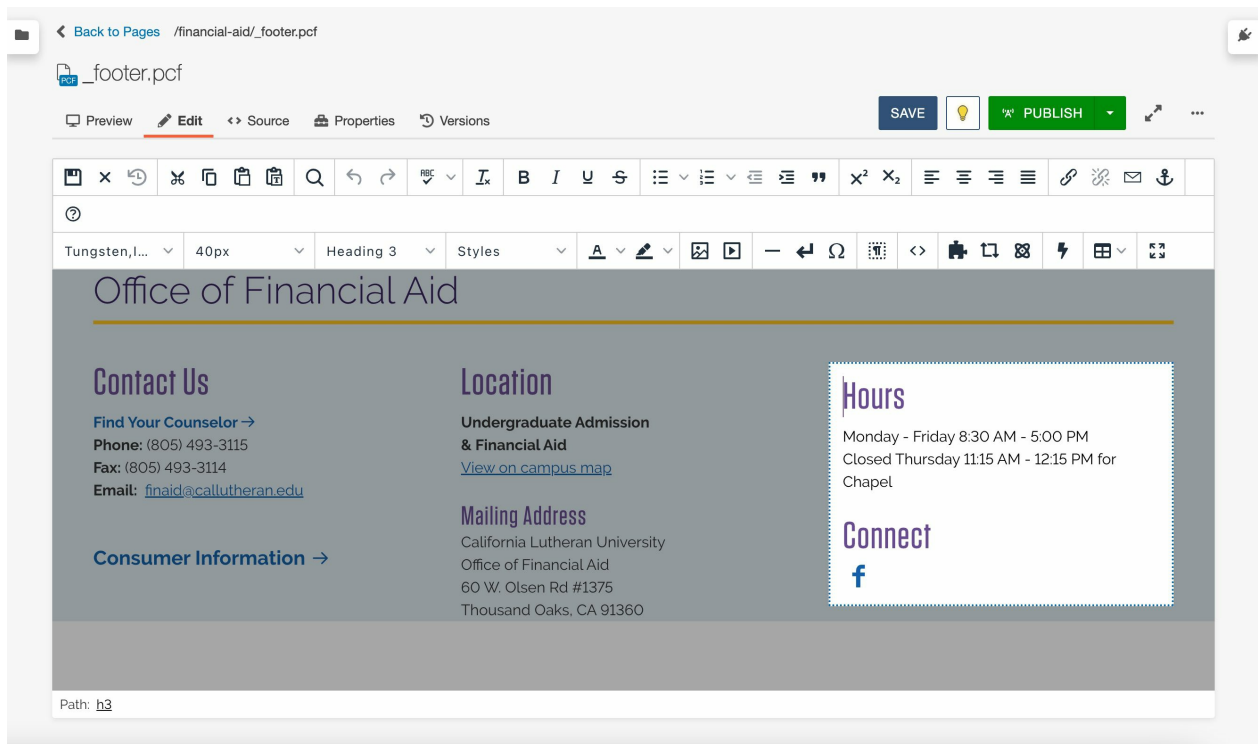 Back to Pages /financial-aid/_footer.pcf
PCF _footer.pcf
Preview Edit Source Properties Versions
SAVE PUBLISH
ABC
Tungsten,I... 40px Heading 3 Styles
Office of Financial Aid
Contact Us
Find Your Counselor →
Phone: (805) 493-3115
Fax: (805) 493-3114
Email: finaid@callutheran.edu
Consumer Information →
Location
Undergraduate Admission
& Financial Aid
View on campus map
Mailing Address
California Lutheran University
Office of Financial Aid
60 W. Olsen Rd #1375
Thousand Oaks, CA 91360
Hours
Monday - Friday 8:30 AM - 5:00 PM
Closed Thursday 11:15 AM - 12:15 PM for
Chapel
Connect
Path: h3